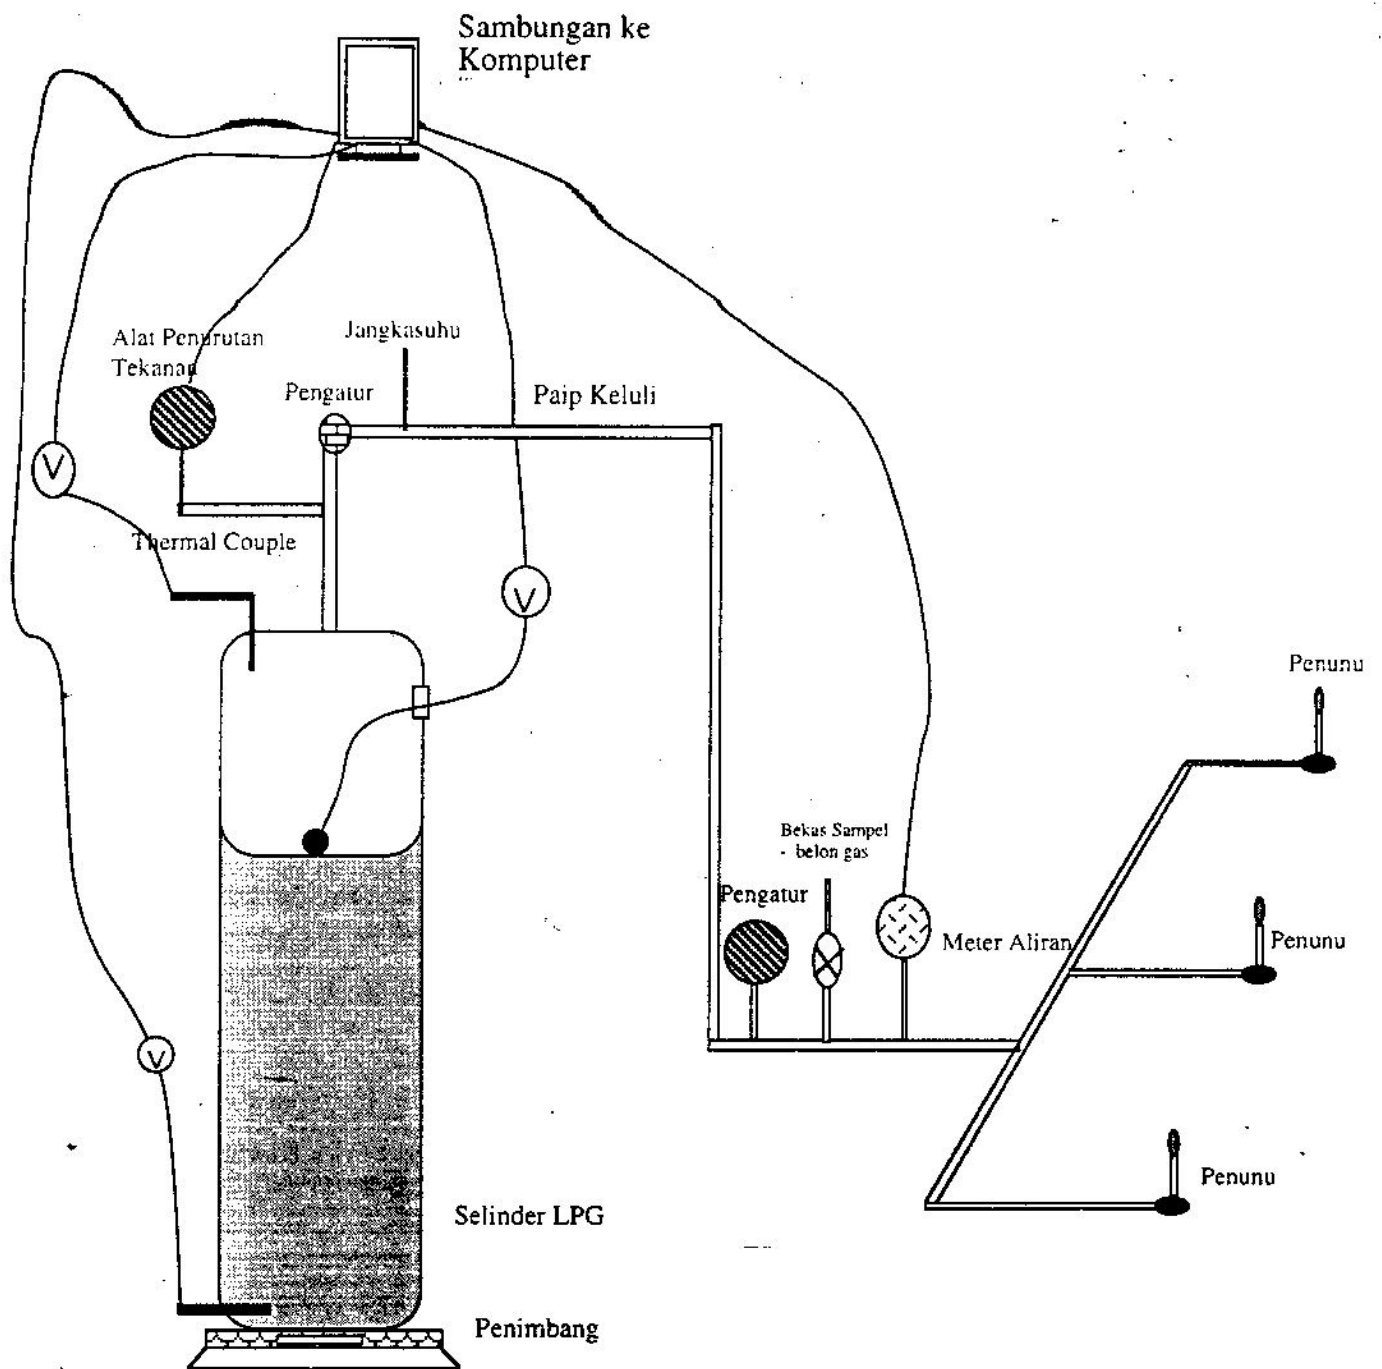 Sambungan ke
Komputer
Alat Penurutan
Tekanan
Jangkasuhu
Pengatur
Paip Keluli
V
Thermal Couple
V
Penunu
Bekas Sampel
- belon gas
Pengatur
Meter Aliran
Penunu
V
Penunu
Selinder LPG
Penimbang